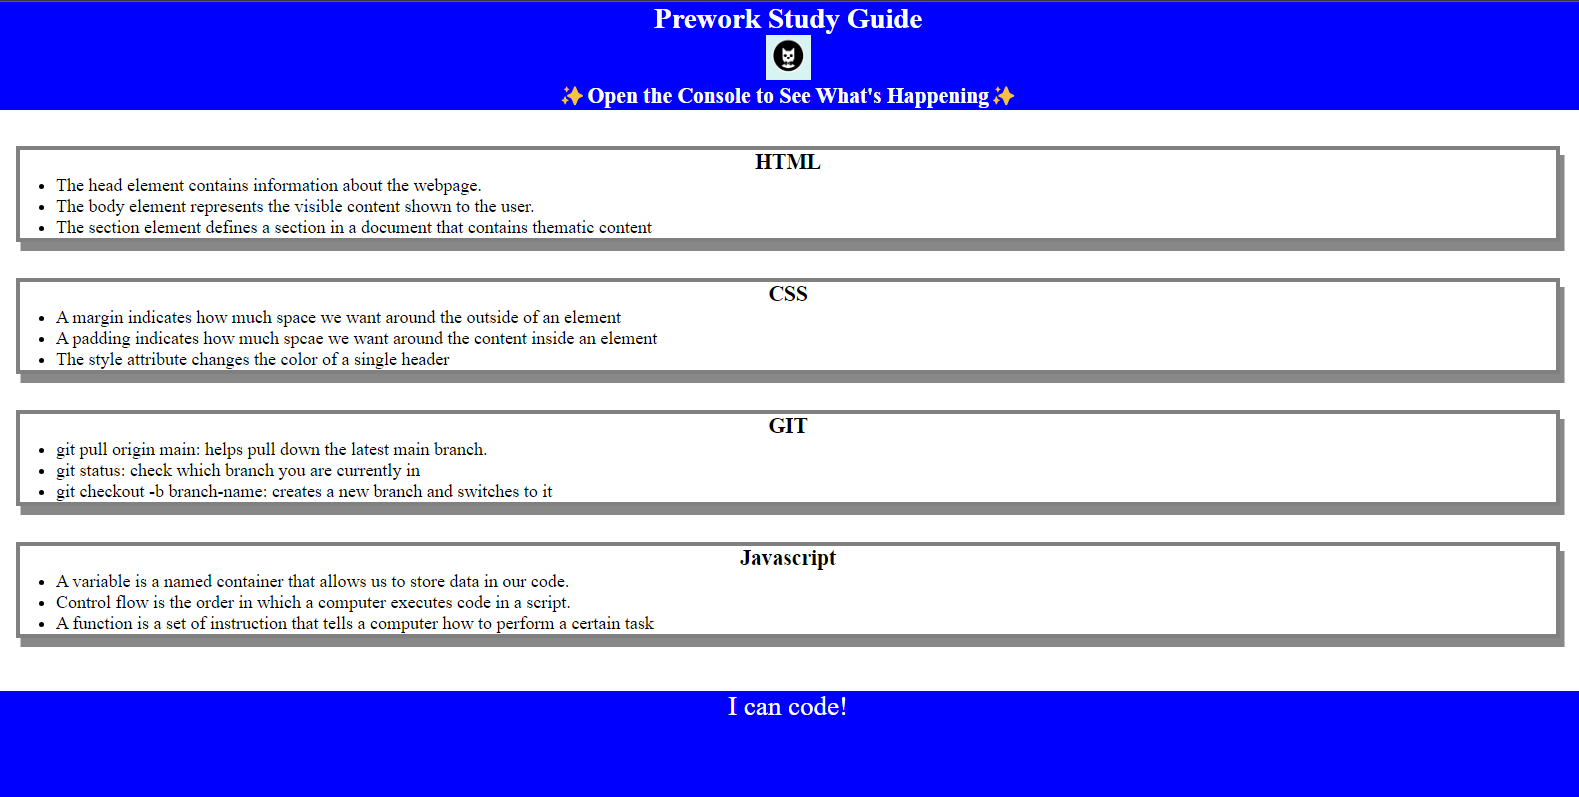 Prework Study Guide
✨Open the Console to See What's Happening✨
HTML
• The head element contains information about the webpage.
• The body element represents the visible content shown to the user.
• The section element defines a section in a document that contains thematic content
CSS
• A margin indicates how much space we want around the outside of an element
• A padding indicates how much spcae we want around the content inside an element
• The style attribute changes the color of a single header
GIT
• git pull origin main: helps pull down the latest main branch.
• git status: check which branch you are currently in
• git checkout -b branch-name: creates a new branch and switches to it
Javascript
• A variable is a named container that allows us to store data in our code.
• Control flow is the order in which a computer executes code in a script.
• A function is a set of instruction that tells a computer how to perform a certain task
I can code!